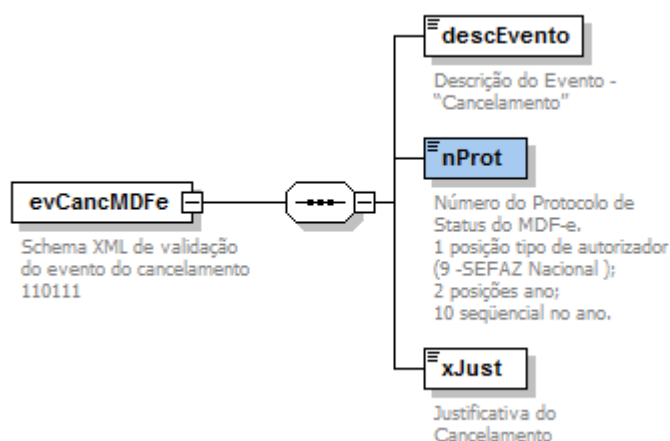 descEvento
Descrição do Evento -
"Cancelamento"
nProt
Número do Protocolo de
Status do MDF-e.
1 posição tipo de autorizador
(9 -SEFAZ Nacional );
2 posições ano;
10 seqüencial no ano.
evCancMDFe
Schema XML de validação
do evento do cancelamento
110111
xJust
Justificativa do
Cancelamento